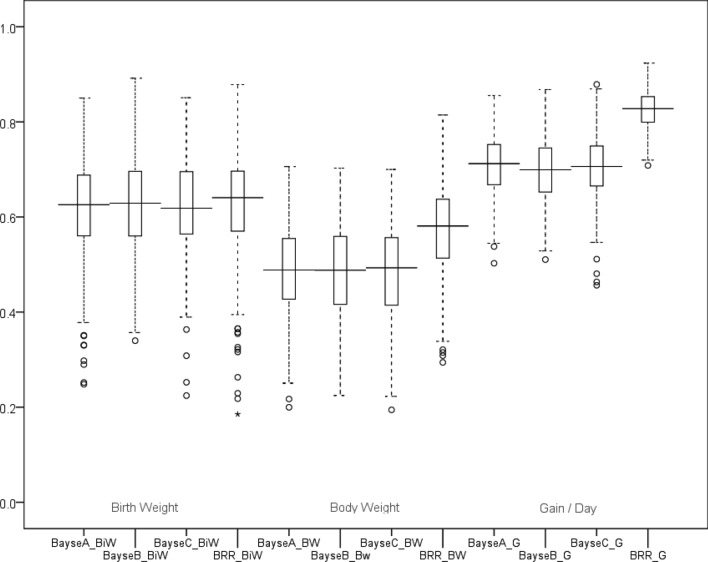 1.0
0.8
0.6
0.4
0.2
0.0
Birth Weight Body Weight Gain / Day
BayseA_BiW BayseC_BiW BayseA_BW BayseC_BW BayseA_G BayseC_G
BayseB_BiW BRR_BiW BayseB_Bw BRR_BW BayseB_G BRR_G